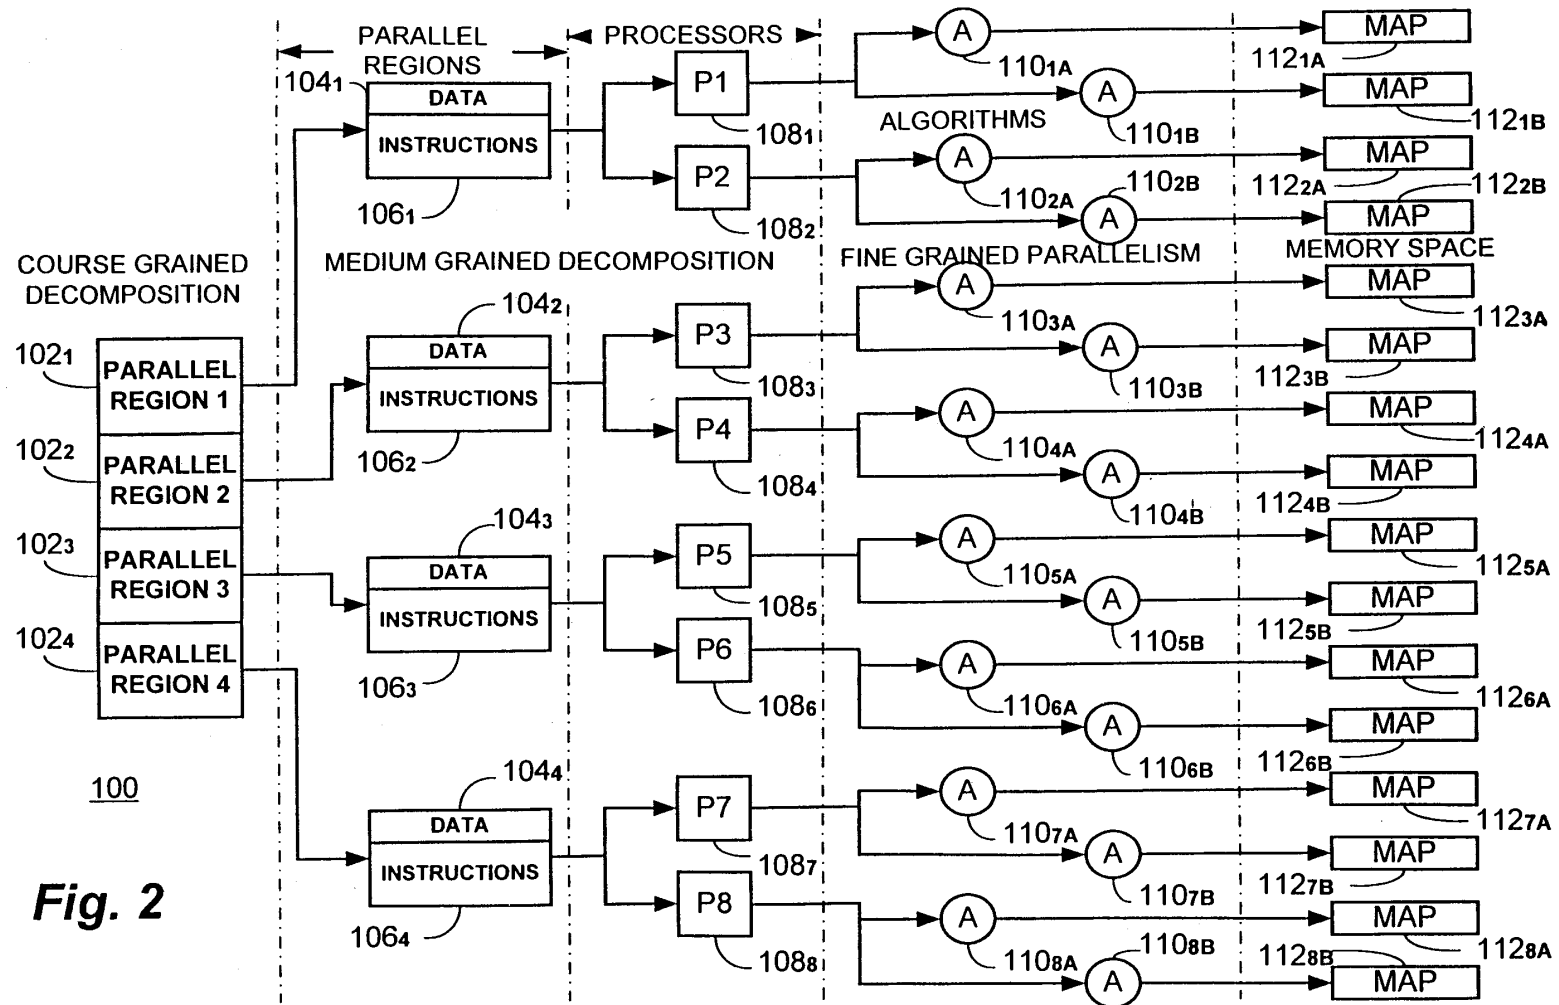 PARALLEL
REGIONS
PROCESSORS
ALGORITHMS
COURSE GRAINED
DECOMPOSITION
MEDIUM GRAINED DECOMPOSITION
FINE GRAINED PARALLELISM
MEMORY SPACE
102₁
PARALLEL
REGION 1
102₂
PARALLEL
REGION 2
102₃
PARALLEL
REGION 3
102₄
PARALLEL
REGION 4
104₁
DATA
INSTRUCTIONS
106₁
104₂
DATA
INSTRUCTIONS
106₂
104₃
DATA
INSTRUCTIONS
106₃
104₄
DATA
INSTRUCTIONS
106₄
P1
108₁
P2
108₂
P3
108₃
P4
108₄
P5
108₅
P6
108₆
P7
108₇
P8
108₈
A
110₁A
A
110₁B
A
110₂A
110₂B
A
A
110₃A
A
110₃B
A
110₄A
A
110₄B
A
110₅A
A
110₅B
A
110₆A
A
110₆B
A
110₇A
A
110₇B
A
110₈A
110₈B
A
MAP
112₁A
MAP
112₁B
MAP
112₂A
112₂B
MAP
MAP
112₃A
MAP
112₃B
MAP
112₄A
MAP
112₄B
MAP
112₅A
MAP
112₅B
MAP
112₆A
MAP
112₆B
MAP
112₇A
MAP
112₇B
MAP
112₈A
112₈B
MAP
100
Fig. 2